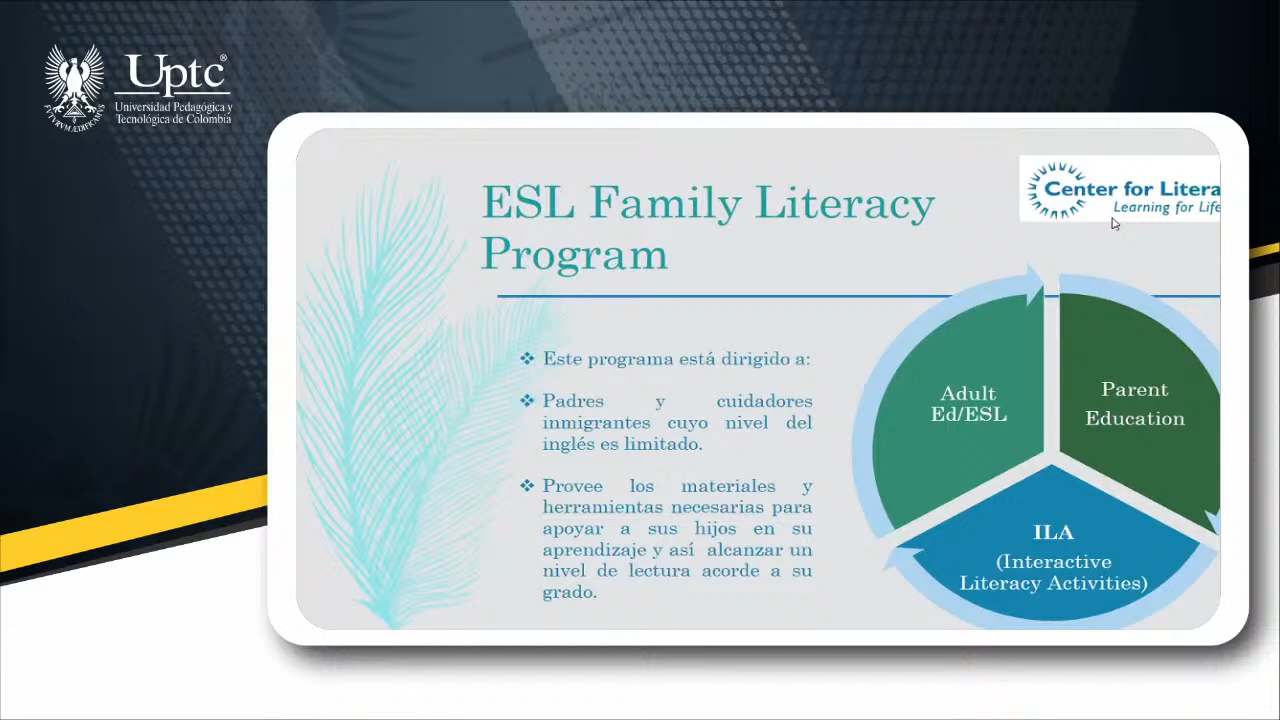 Uptc®
Universidad Pedagógica y
Tecnológica de Colombia
ESL Family Literacy
Program
Center for Litera
Learning for Life
❖ Este programa está dirigido a:
❖ Padres y cuidadores
inmigrantes cuyo nivel del
inglés es limitado.
❖ Provee los materiales y
herramientas necesarias para
apoyar a sus hijos en su
aprendizaje y así alcanzar un
nivel de lectura acorde a su
grado.
Adult
Ed/ESL
Parent
Education
ILA
(Interactive
Literacy Activities)